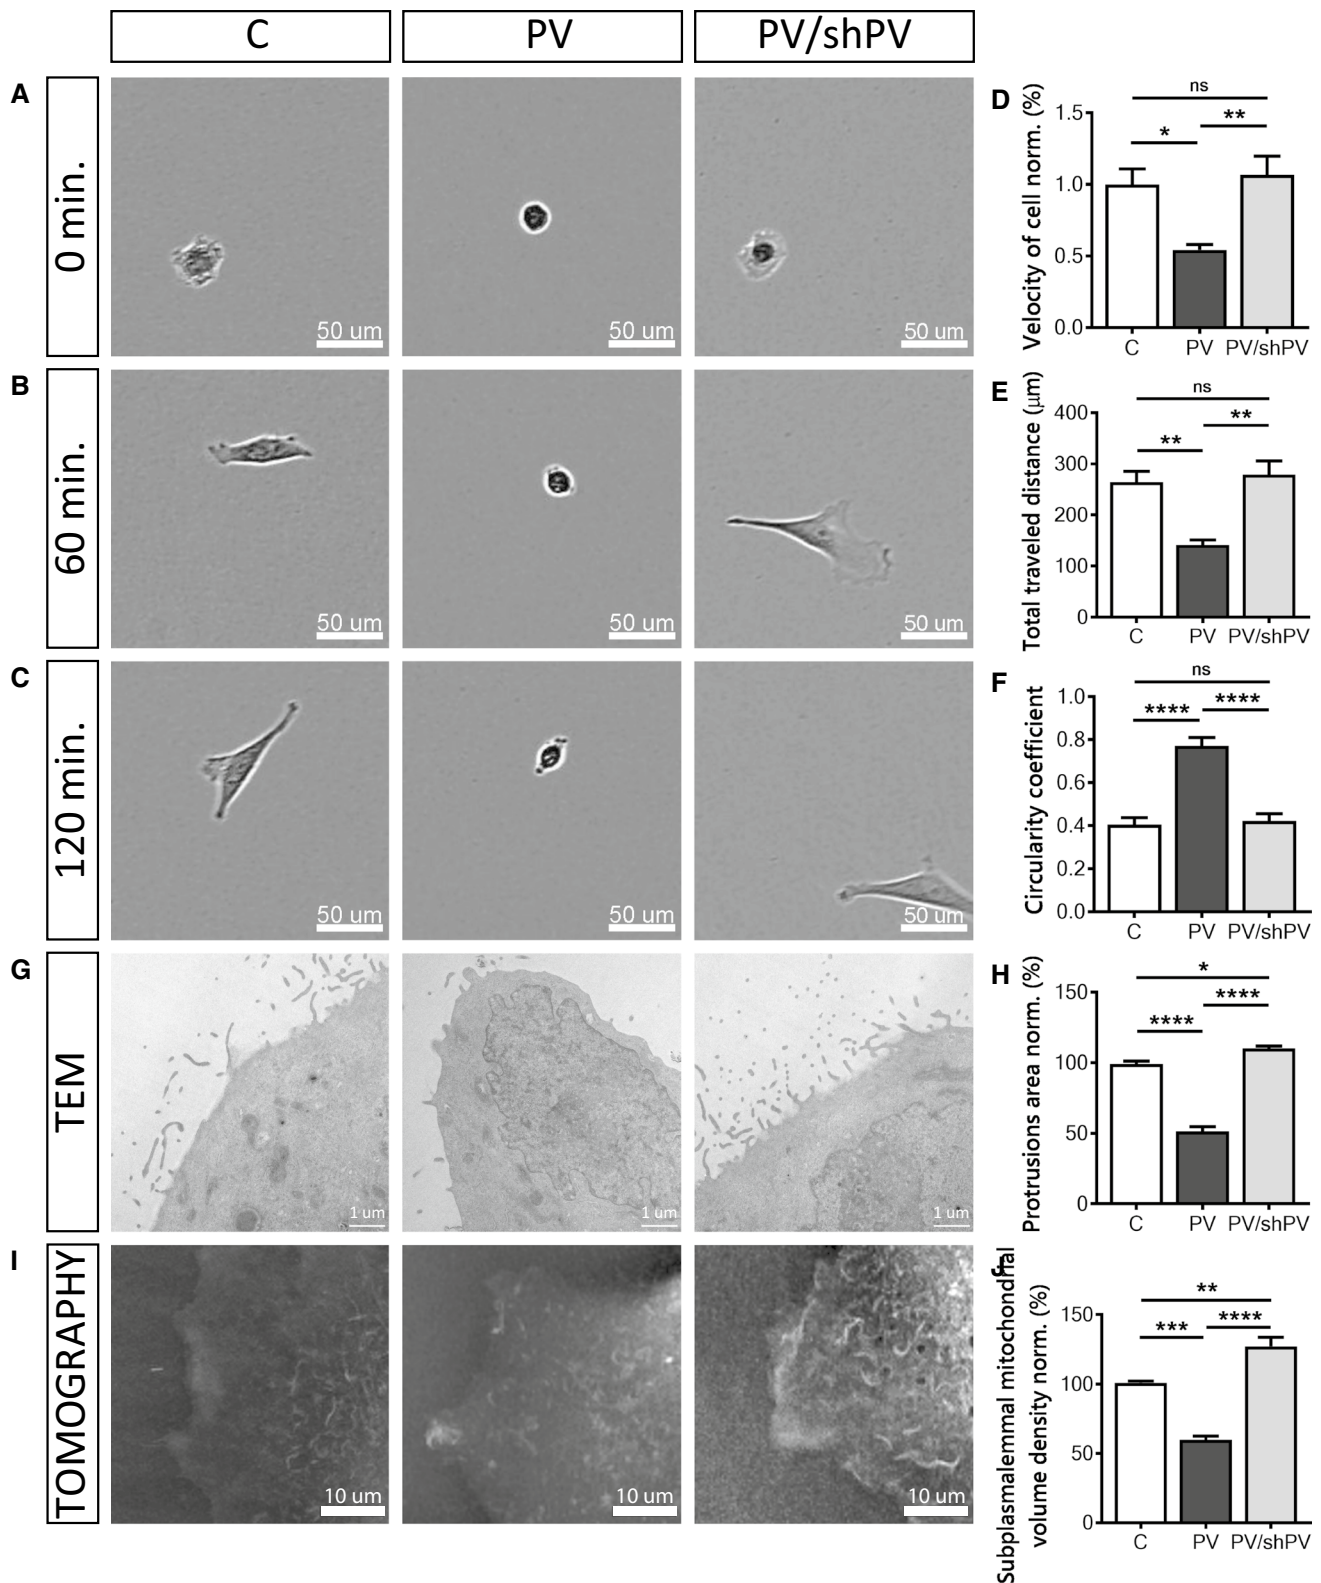 C PV PV/shPV
A
0 min.
50 um 50 um 50 um
B
60 min.
50 um 50 um 50 um
C
120 min.
50 um 50 um 50 um
G
TEM
1 um 1 um 1 um
I
TOMOGRAPHY
10 um 10 um 10 um
D
Velocity of cell norm. (%)
ns
* **
1.5
1.0
0.5
0.0
C PV PV/shPV
E
Total traveled distance (μm)
ns
** **
400
300
200
100
0
C PV PV/shPV
F
Circularity coefficient
ns
**** ****
1.0
0.8
0.6
0.4
0.2
0.0
C PV PV/shPV
H
Protrusions area norm. (%)
*
**** ****
150
100
50
0
C PV PV/shPV
J
Subplasmalemmal mitochondrial
volume density norm. (%)
**
*** ****
150
100
50
0
C PV PV/shPV